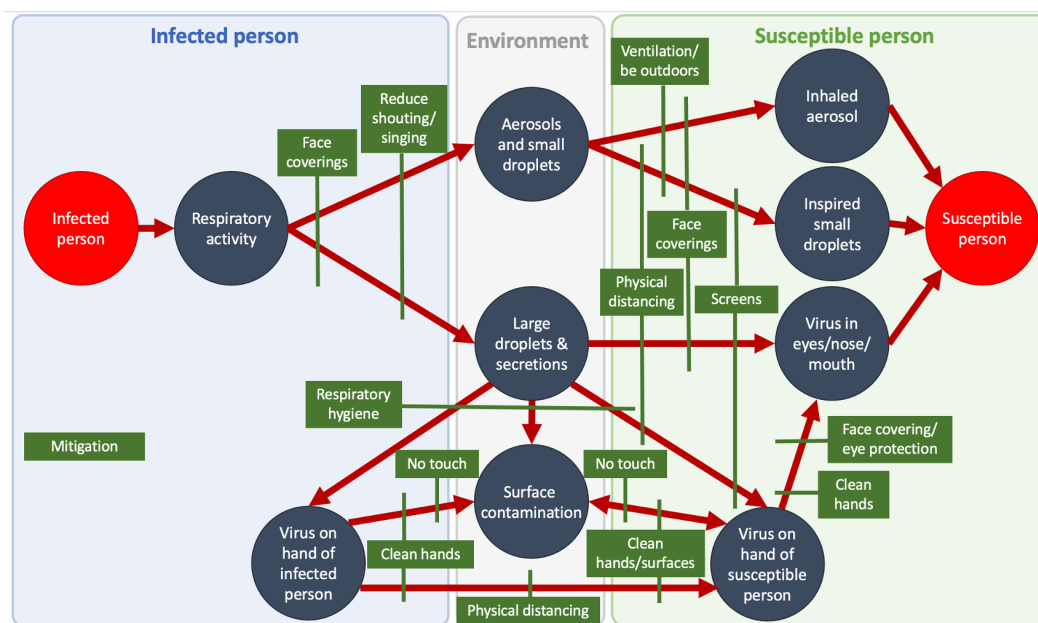 Infected person
Environment
Susceptible person
Reduce
shouting/
singing
Face
coverings
Ventilation/
be outdoors
Aerosols
and small
droplets
Inhaled
aerosol
Infected
person
Respiratory
activity
Inspired
small
droplets
Susceptible
person
Face
coverings
Physical
distancing
Screens
Large
droplets &
secretions
Virus in
eyes/nose/
mouth
Respiratory
hygiene
Mitigation
Face covering/
eye protection
No touch
No touch
Clean
hands
Surface
contamination
Virus on
hand of
infected
person
Clean hands
Clean
hands/surfaces
Virus on
hand of
susceptible
person
Physical distancing